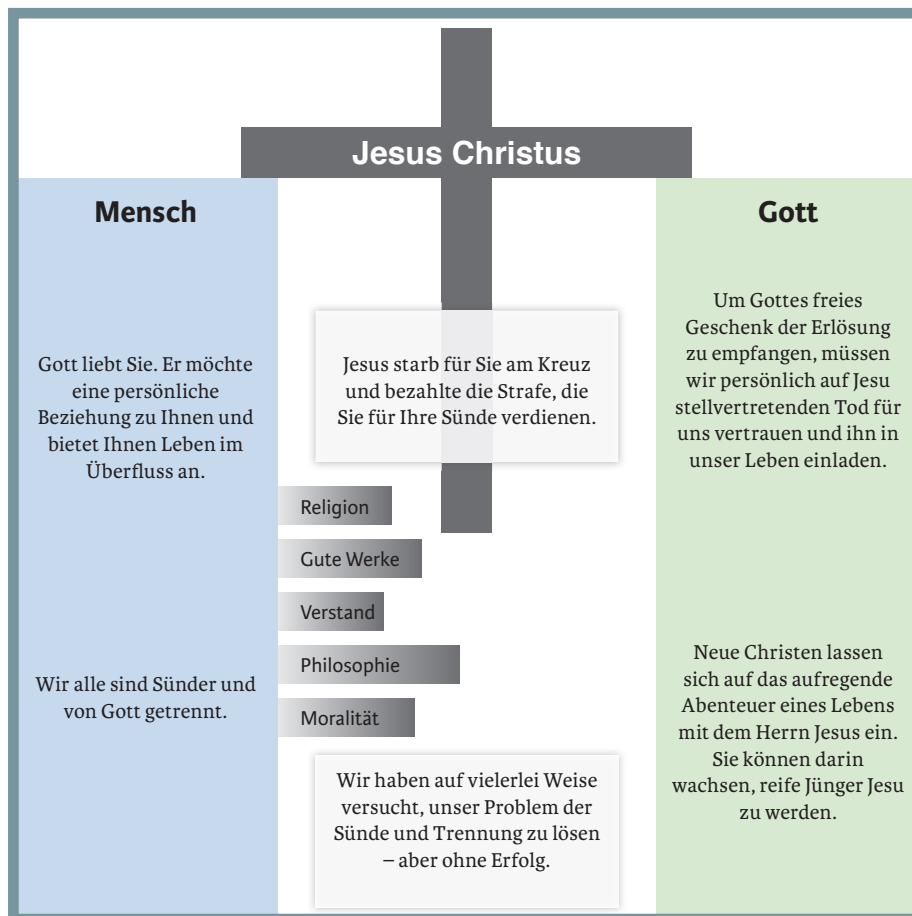 Jesus Christus
Mensch
Gott liebt Sie. Er möchte
eine persönliche
Beziehung zu Ihnen und
bietet Ihnen Leben im
Überfluss an.
Wir alle sind Sünder und
von Gott getrennt.
Jesus starb für Sie am Kreuz
und bezahlte die Strafe, die
Sie für Ihre Sünde verdienen.
Religion
Gute Werke
Verstand
Philosophie
Moralität
Wir haben auf vielerlei Weise
versucht, unser Problem der
Sünde und Trennung zu lösen
– aber ohne Erfolg.
Gott
Um Gottes freies
Geschenk der Erlösung
zu empfangen, müssen
wir persönlich auf Jesu
stellvertretenden Tod für
uns vertrauen und ihn in
unser Leben einladen.
Neue Christen lassen
sich auf das aufregende
Abenteuer eines Lebens
mit dem Herrn Jesus ein.
Sie können darin
wachsen, reife Jünger Jesu
zu werden.